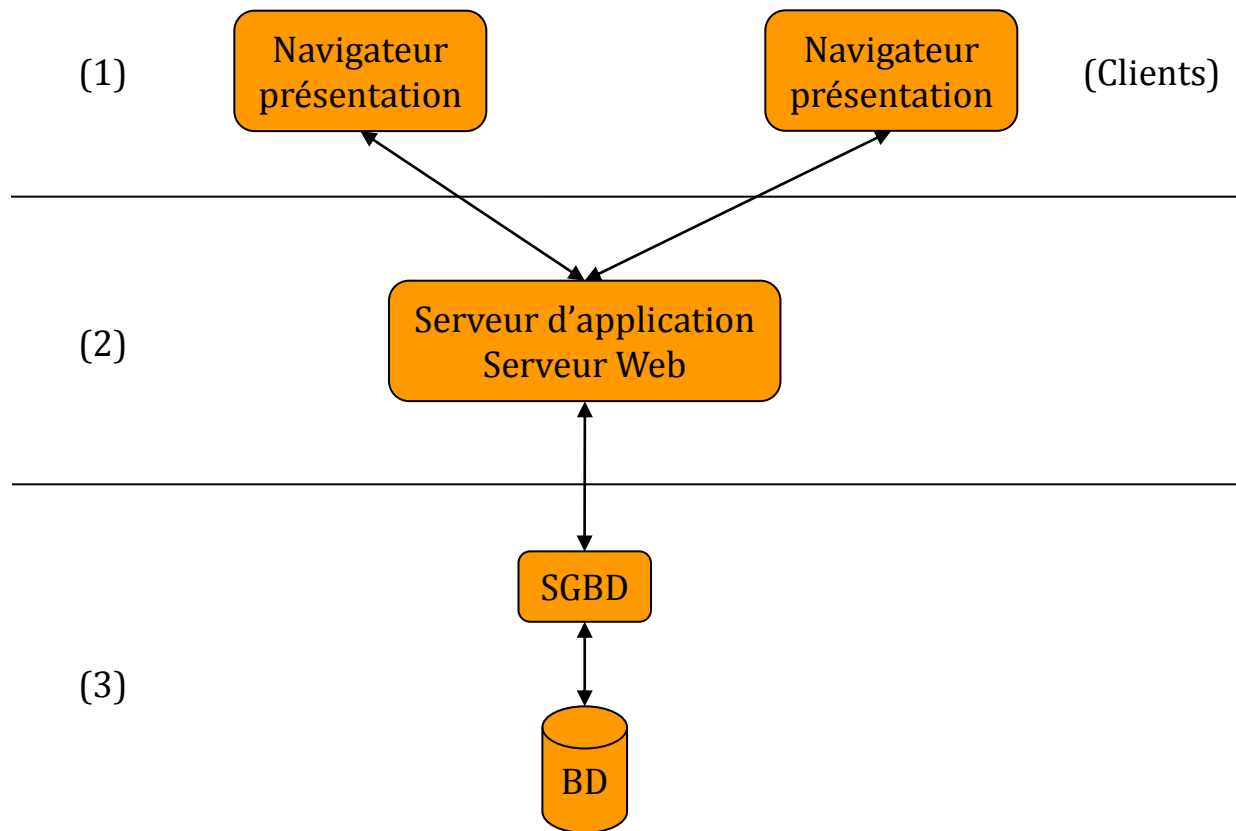 (1)
Navigateur
présentation
Navigateur
présentation
(Clients)
(2)
Serveur d’application
Serveur Web
SGBD
(3)
BD